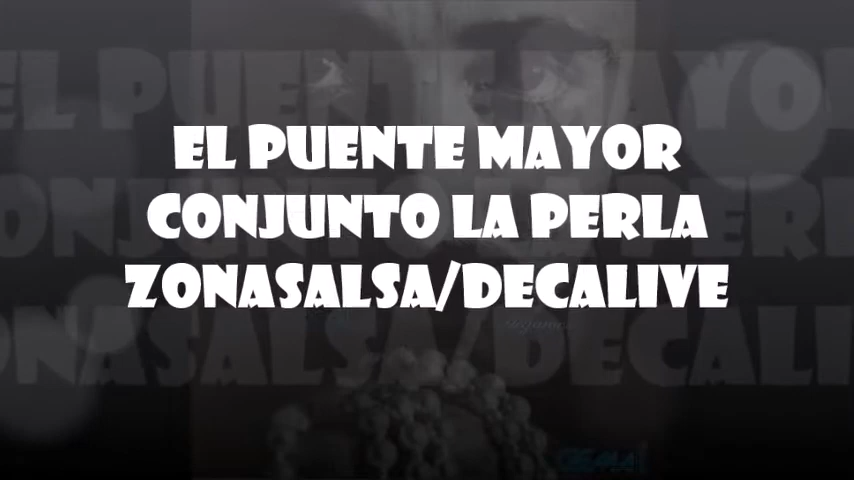 EL PUENTE MAYOR
CONJUNTO LA PERLA
ZONASALSA/DECALIVE